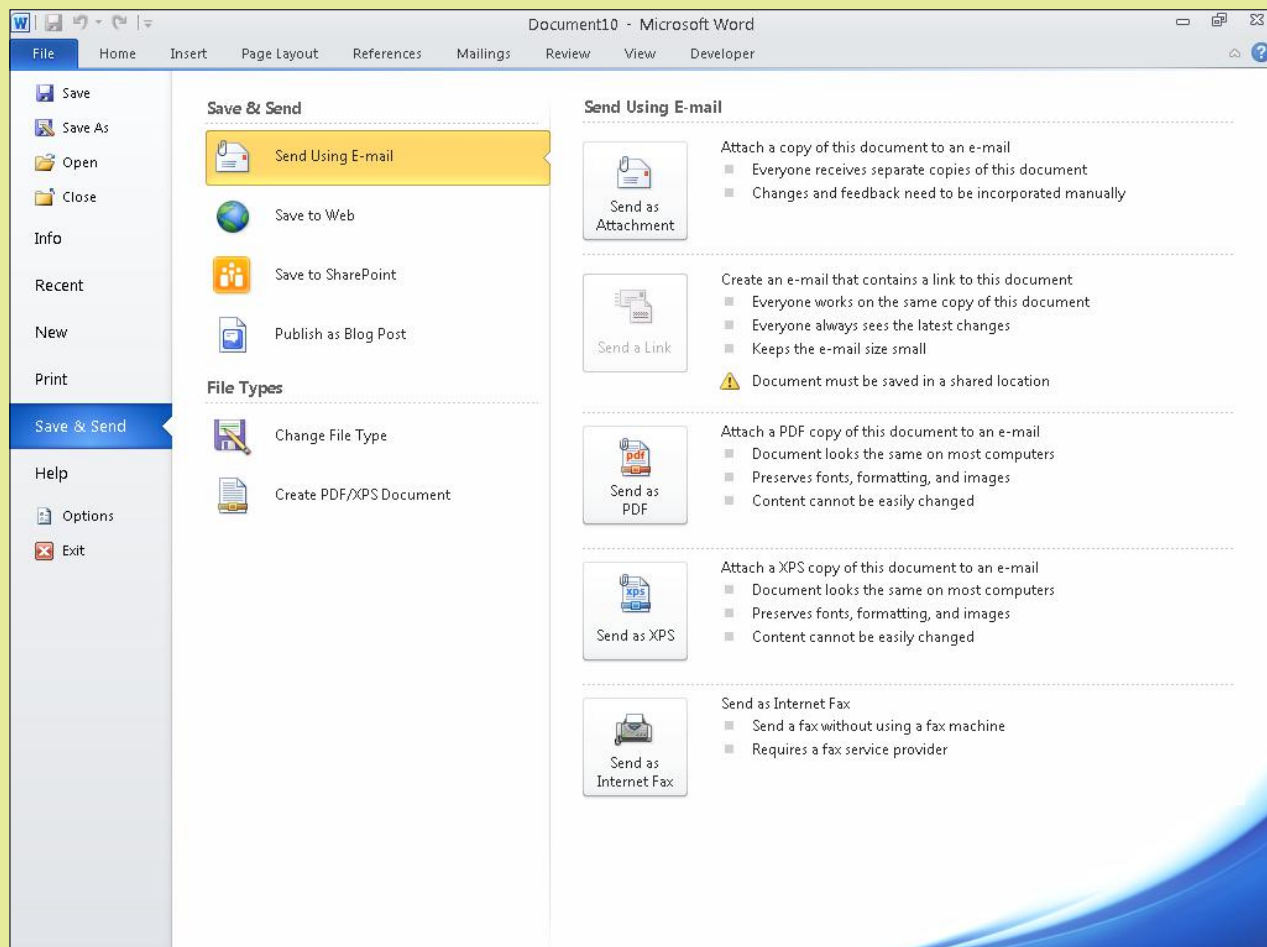 Document10 - Microsoft Word
File Home Insert Page Layout References Mailings Review View Developer
Save
Save As
Open
Close
Info
Recent
New
Print
Save & Send
Help
Options
Exit
Save & Send
Send Using E-mail
Save to Web
Save to SharePoint
Publish as Blog Post
File Types
Change File Type
Create PDF/XPS Document
Send Using E-mail
Send as
Attachment
Attach a copy of this document to an e-mail
Everyone receives separate copies of this document
Changes and feedback need to be incorporated manually
Send a Link
Create an e-mail that contains a link to this document
Everyone works on the same copy of this document
Everyone always sees the latest changes
Keeps the e-mail size small
Document must be saved in a shared location
pdf
Send as
PDF
Attach a PDF copy of this document to an e-mail
Document looks the same on most computers
Preserves fonts, formatting, and images
Content cannot be easily changed
xps
Send as XPS
Attach a XPS copy of this document to an e-mail
Document looks the same on most computers
Preserves fonts, formatting, and images
Content cannot be easily changed
Send as
Internet Fax
Send as Internet Fax
Send a fax without using a fax machine
Requires a fax service provider